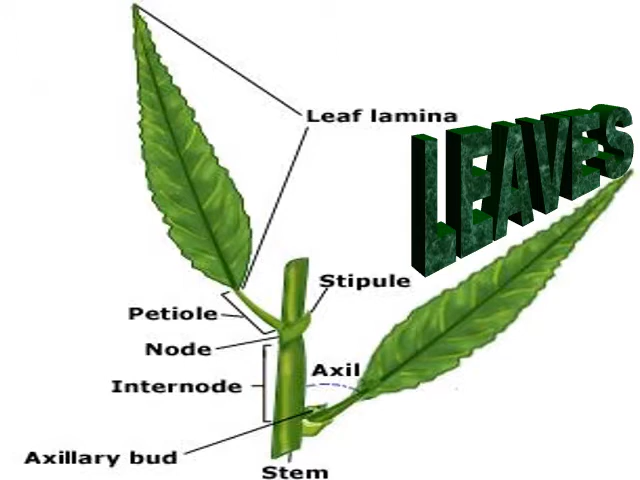 Leaf lamina
LEAVES
Stipule
Petiole
Node
Axil
Internode
Axillary bud
Stem